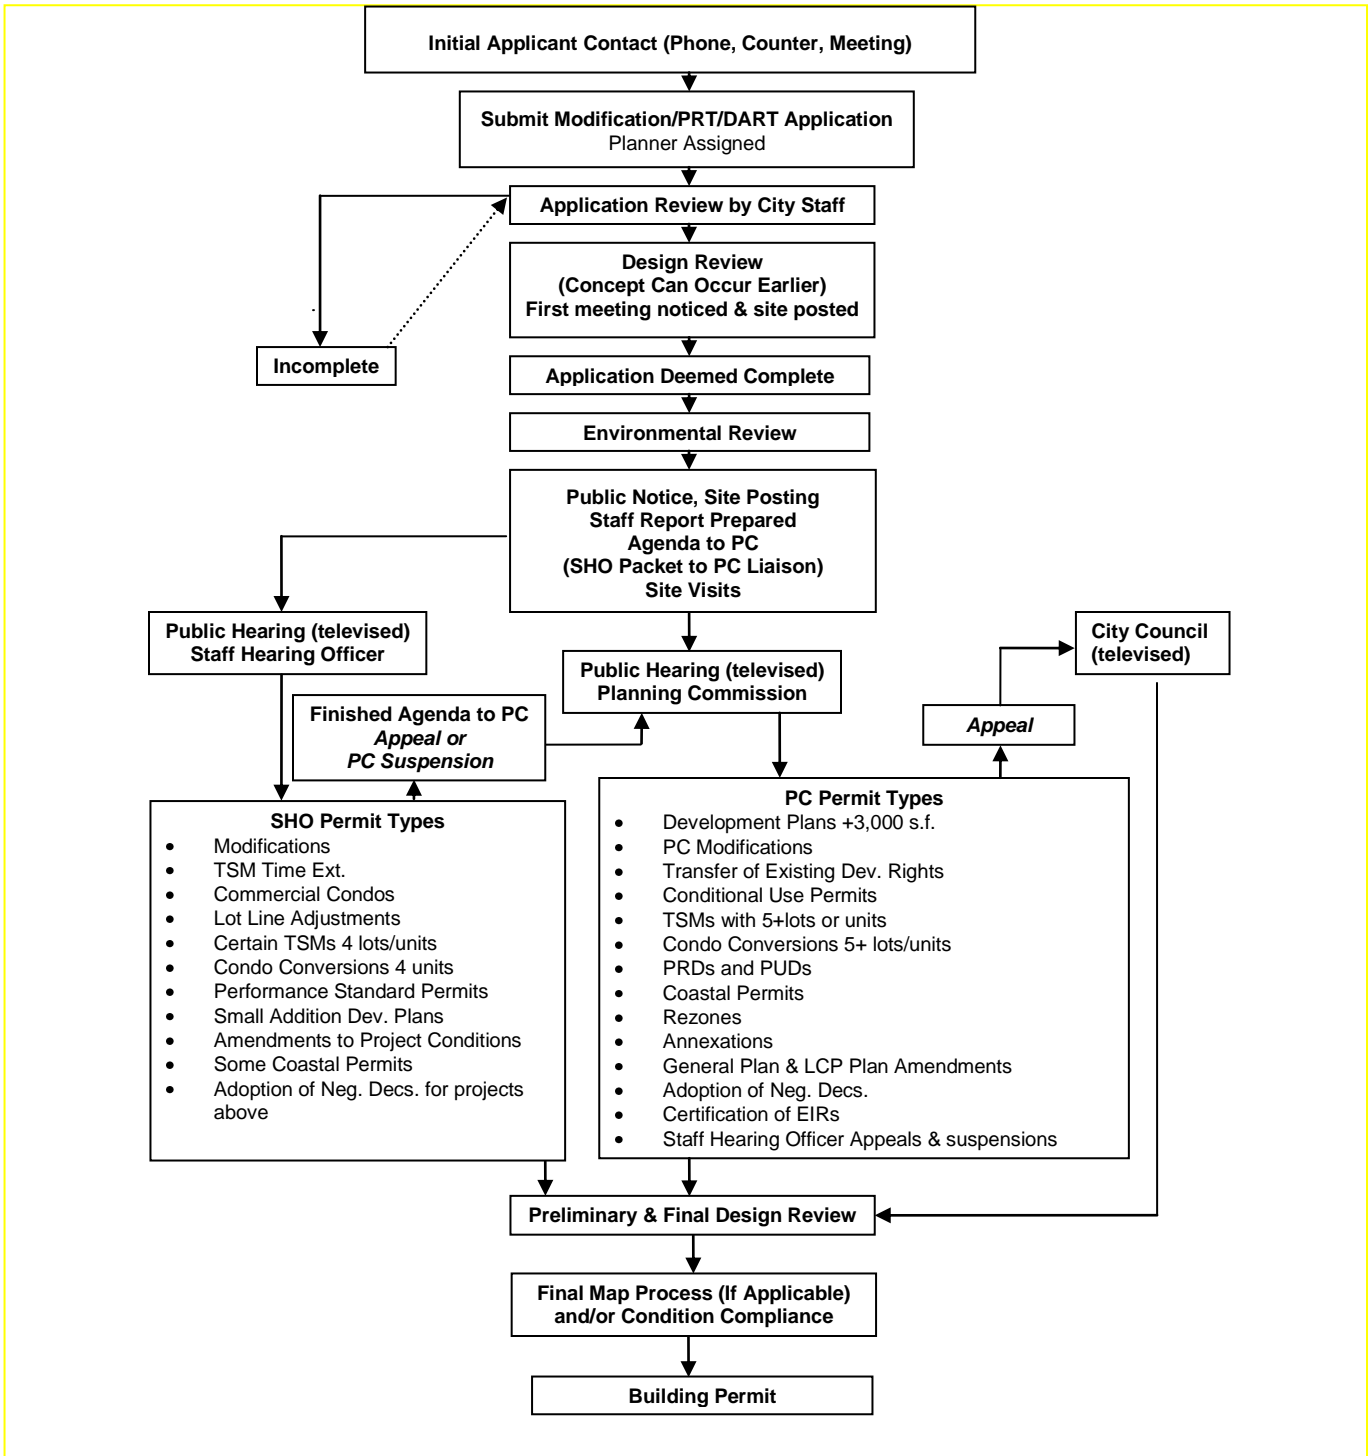 Initial Applicant Contact (Phone, Counter, Meeting)
Submit Modification/PRT/DART Application
Planner Assigned
Application Review by City Staff
Design Review
(Concept Can Occur Earlier)
First meeting noticed & site posted
Incomplete
Application Deemed Complete
Environmental Review
Public Notice, Site Posting
Staff Report Prepared
Agenda to PC
(SHO Packet to PC Liaison)
Site Visits
Public Hearing (televised)
Staff Hearing Officer
Public Hearing (televised)
Planning Commission
City Council
(televised)
Finished Agenda to PC
Appeal or
PC Suspension
Appeal
SHO Permit Types
• Modifications
• TSM Time Ext.
• Commercial Condos
• Lot Line Adjustments
• Certain TSMs 4 lots/units
• Condo Conversions 4 units
• Performance Standard Permits
• Small Addition Dev. Plans
• Amendments to Project Conditions
• Some Coastal Permits
• Adoption of Neg. Decs. for projects
above
PC Permit Types
• Development Plans +3,000 s.f.
• PC Modifications
• Transfer of Existing Dev. Rights
• Conditional Use Permits
• TSMs with 5+lots or units
• Condo Conversions 5+ lots/units
• PRDs and PUDs
• Coastal Permits
• Rezones
• Annexations
• General Plan & LCP Plan Amendments
• Adoption of Neg. Decs.
• Certification of EIRs
• Staff Hearing Officer Appeals & suspensions
Preliminary & Final Design Review
Final Map Process (If Applicable)
and/or Condition Compliance
Building Permit